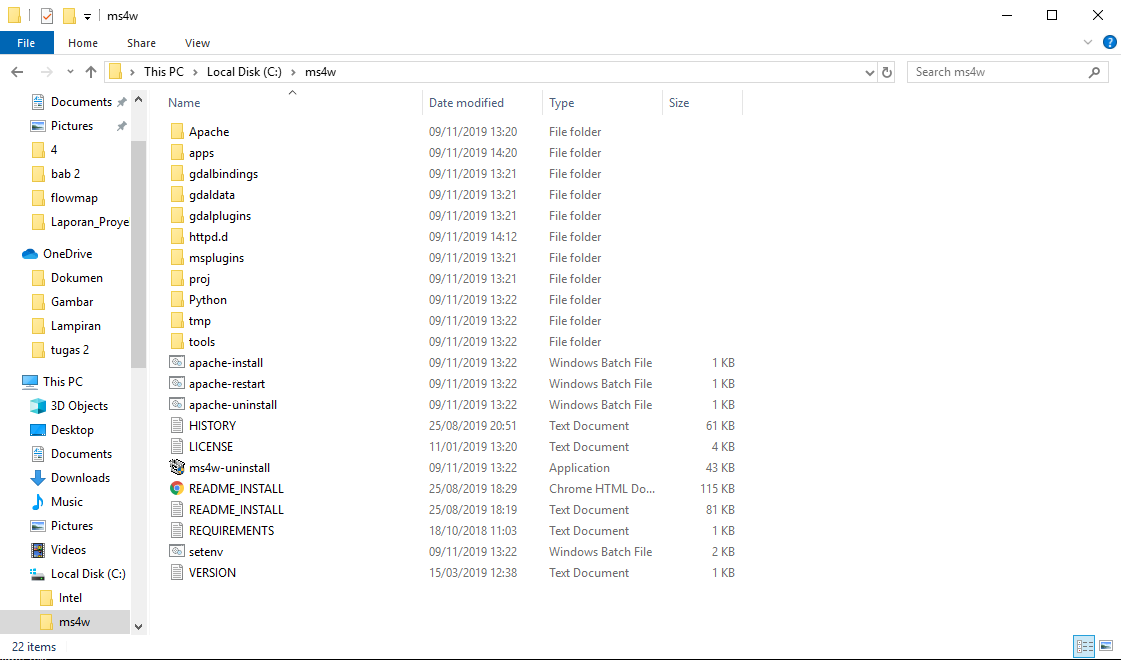 ms4w
File Home Share View
This PC Local Disk (C:) ms4w Search ms4w
Documents
Pictures
4
bab 2
flowmap
Laporan_Proye
OneDrive
Dokumen
Gambar
Lampiran
tugas 2
This PC
3D Objects
Desktop
Documents
Downloads
Music
Pictures
Videos
Local Disk (C:)
Intel
ms4w
Name Date modified Type Size
Apache 09/11/2019 13:20 File folder
apps 09/11/2019 14:20 File folder
gdalbindings 09/11/2019 13:21 File folder
gdaldata 09/11/2019 13:21 File folder
gdalplugins 09/11/2019 13:21 File folder
httpd.d 09/11/2019 14:12 File folder
msplugins 09/11/2019 13:21 File folder
proj 09/11/2019 13:21 File folder
Python 09/11/2019 13:22 File folder
tmp 09/11/2019 13:22 File folder
tools 09/11/2019 13:22 File folder
apache-install 09/11/2019 13:22 Windows Batch File 1 KB
apache-restart 09/11/2019 13:22 Windows Batch File 1 KB
apache-uninstall 09/11/2019 13:22 Windows Batch File 1 KB
HISTORY 25/08/2019 20:51 Text Document 61 KB
LICENSE 11/01/2019 13:20 Text Document 4 KB
ms4w-uninstall 09/11/2019 13:22 Application 43 KB
README_INSTALL 25/08/2019 18:29 Chrome HTML Do... 115 KB
README_INSTALL 25/08/2019 18:19 Text Document 81 KB
REQUIREMENTS 18/10/2018 11:03 Text Document 1 KB
setenv 09/11/2019 13:22 Windows Batch File 2 KB
VERSION 15/03/2019 12:38 Text Document 1 KB
22 items